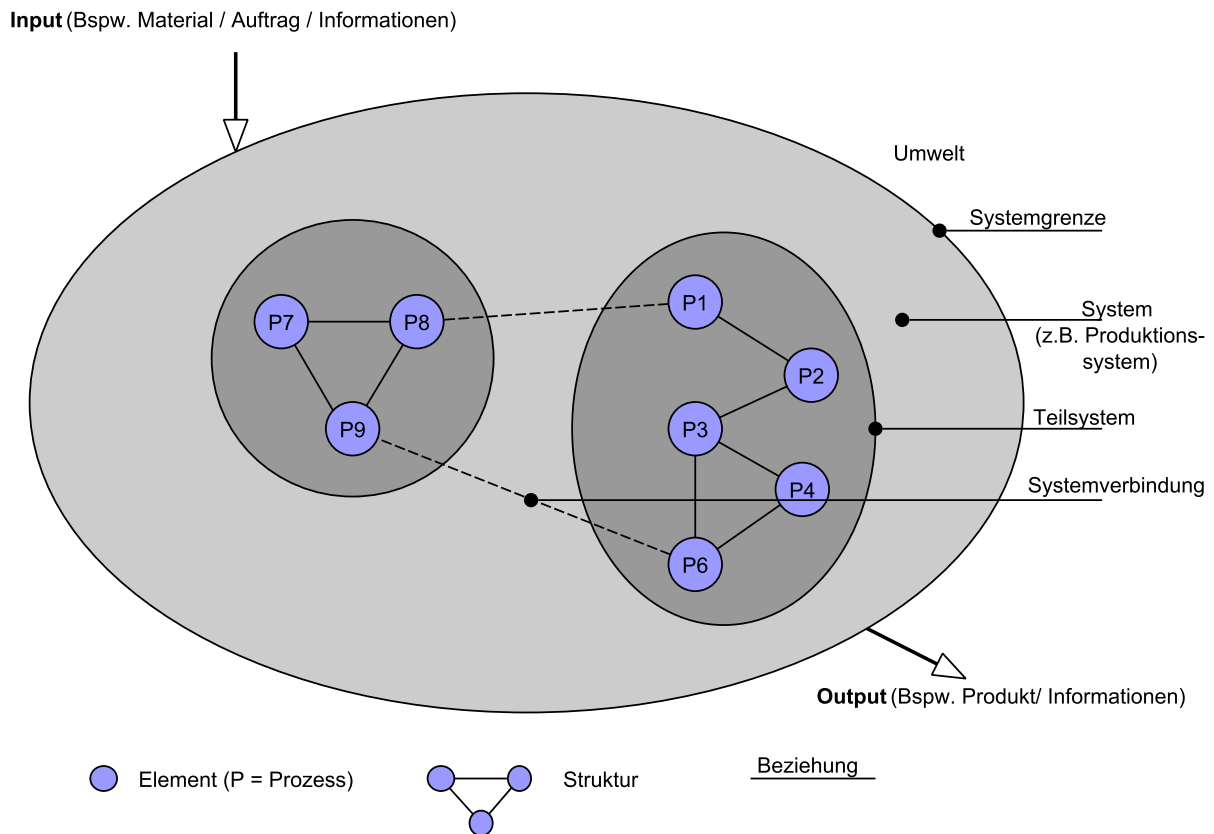 Input (Bspw. Material / Auftrag / Informationen)
Umwelt
Systemgrenze
System
(z.B. Produktions-
system)
Teilsystem
Systemverbindung
P7
P8
P9
P1
P2
P3
P4
P6
Output (Bspw. Produkt/ Informationen)
Element (P = Prozess)
Struktur
Beziehung